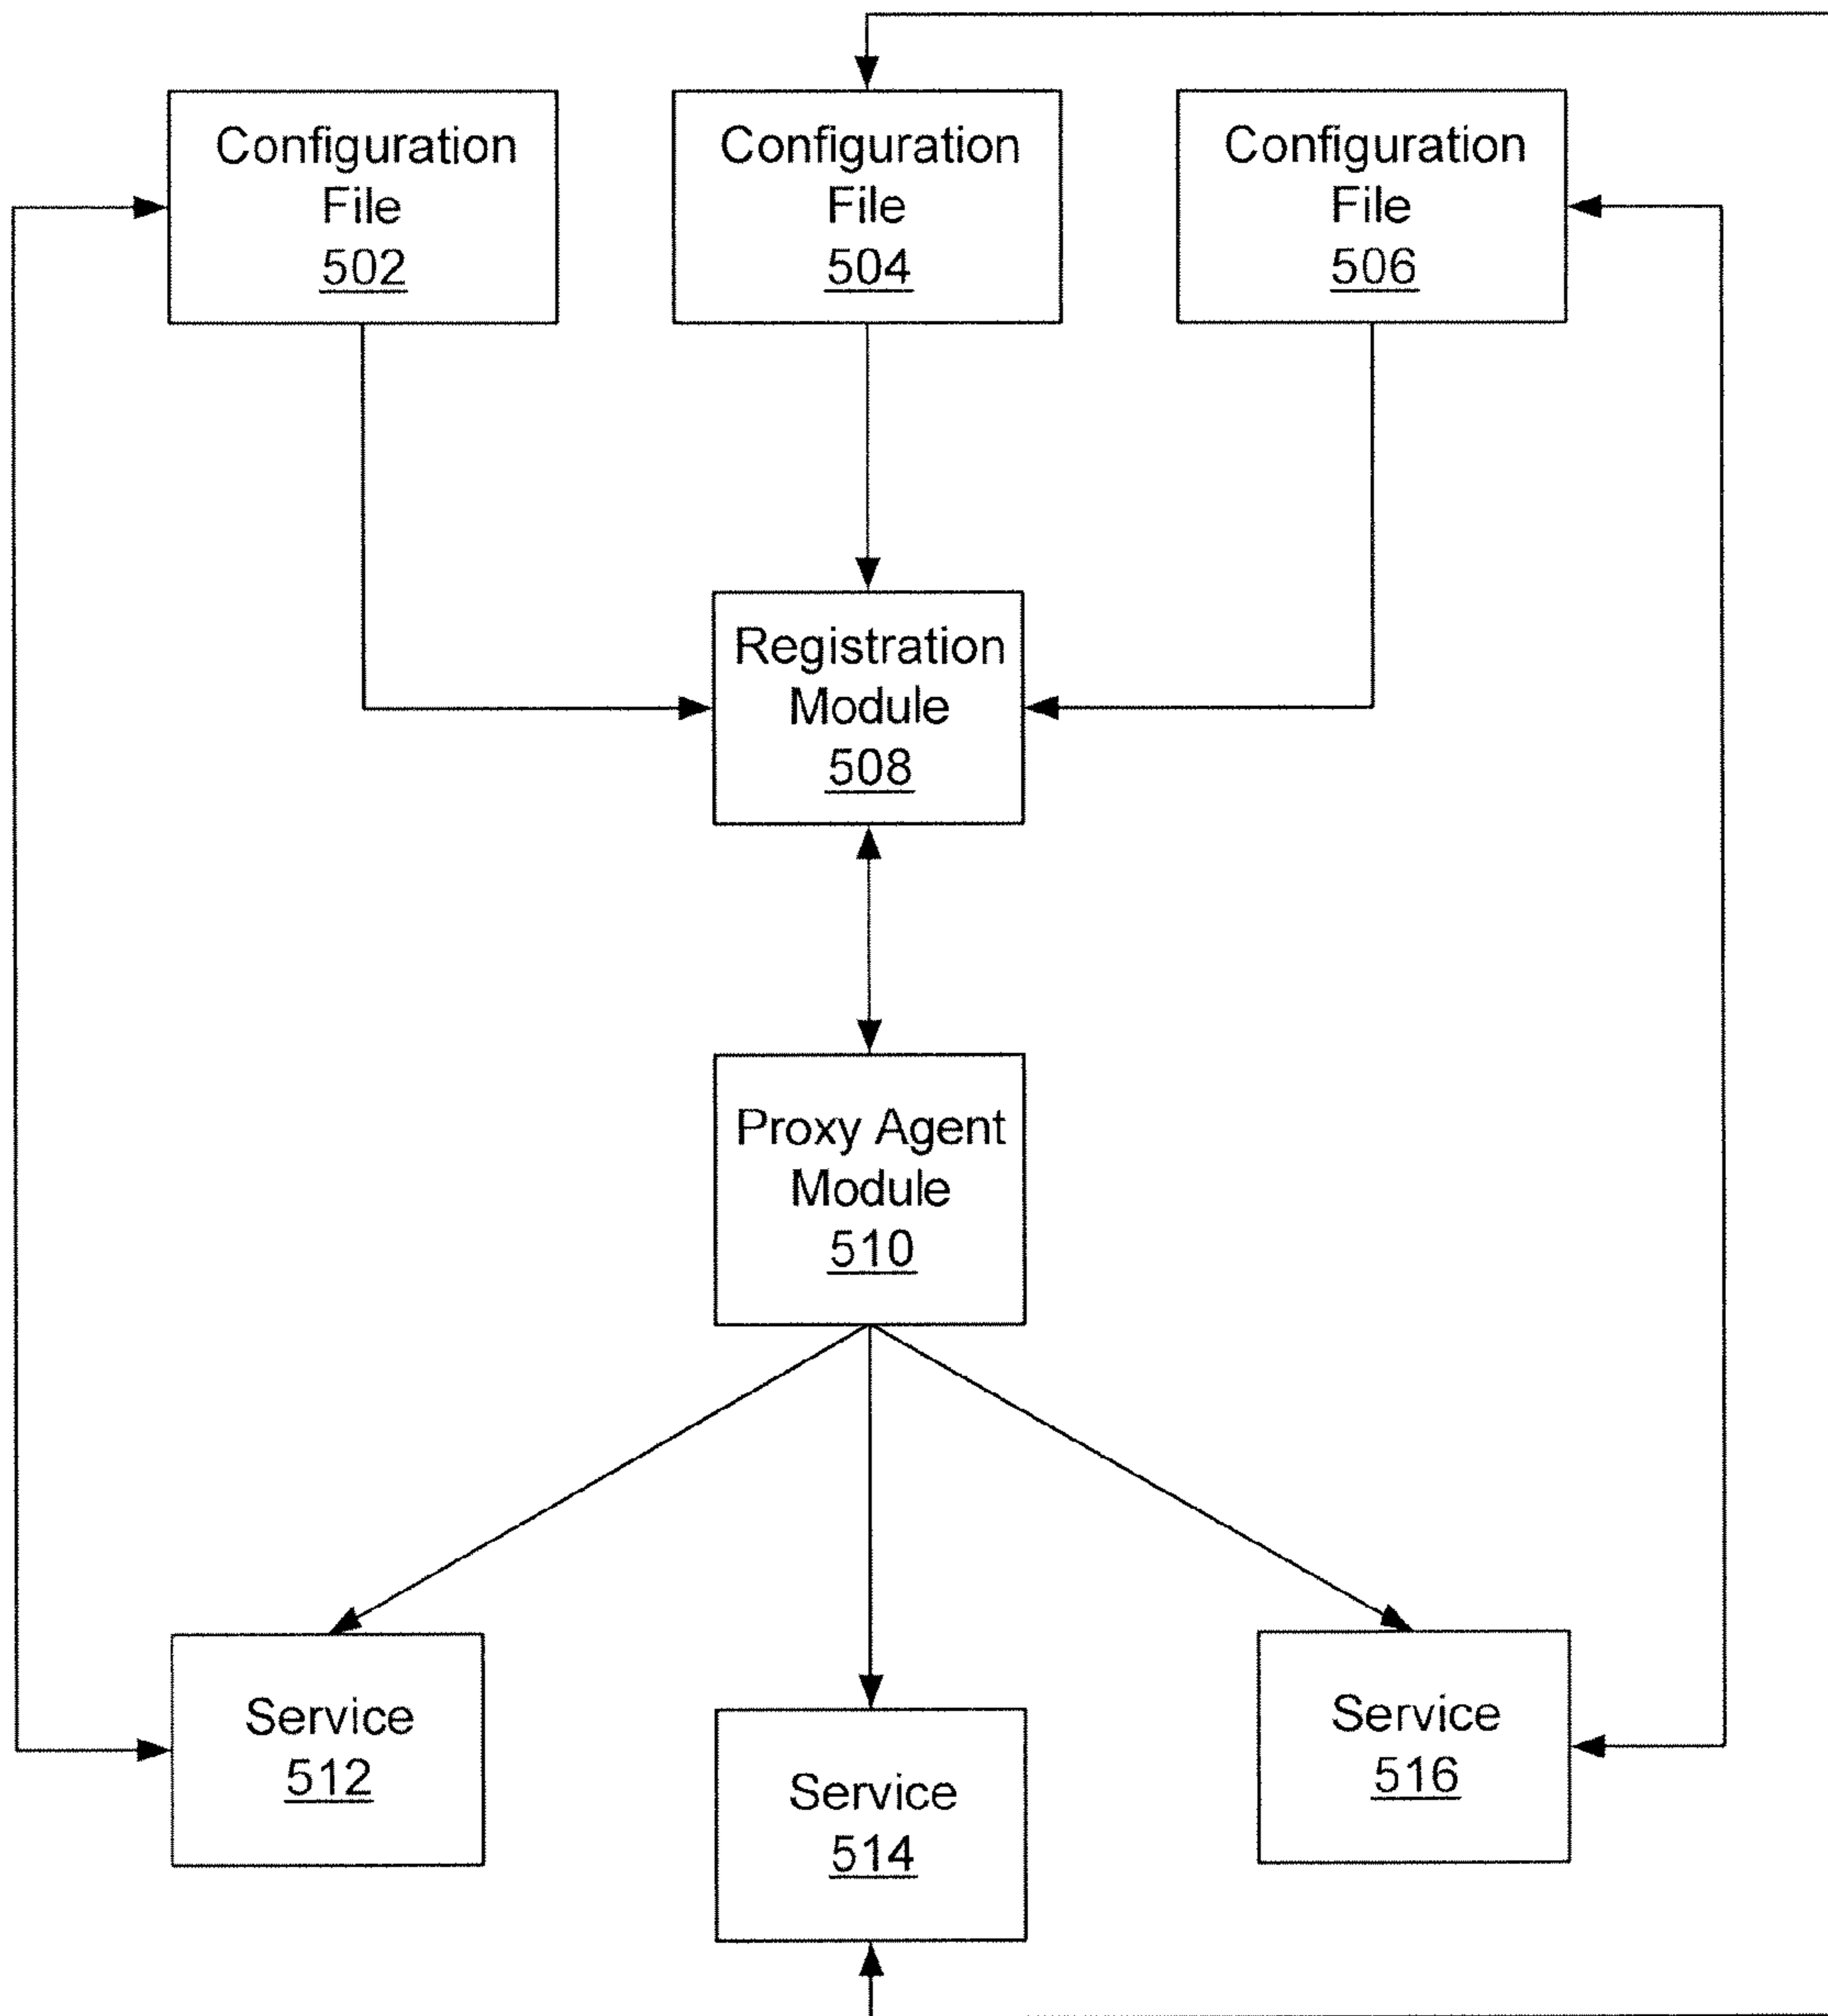 Configuration
File
502
Configuration
File
504
Configuration
File
506
Registration
Module
508
Proxy Agent
Module
510
Service
512
Service
514
Service
516